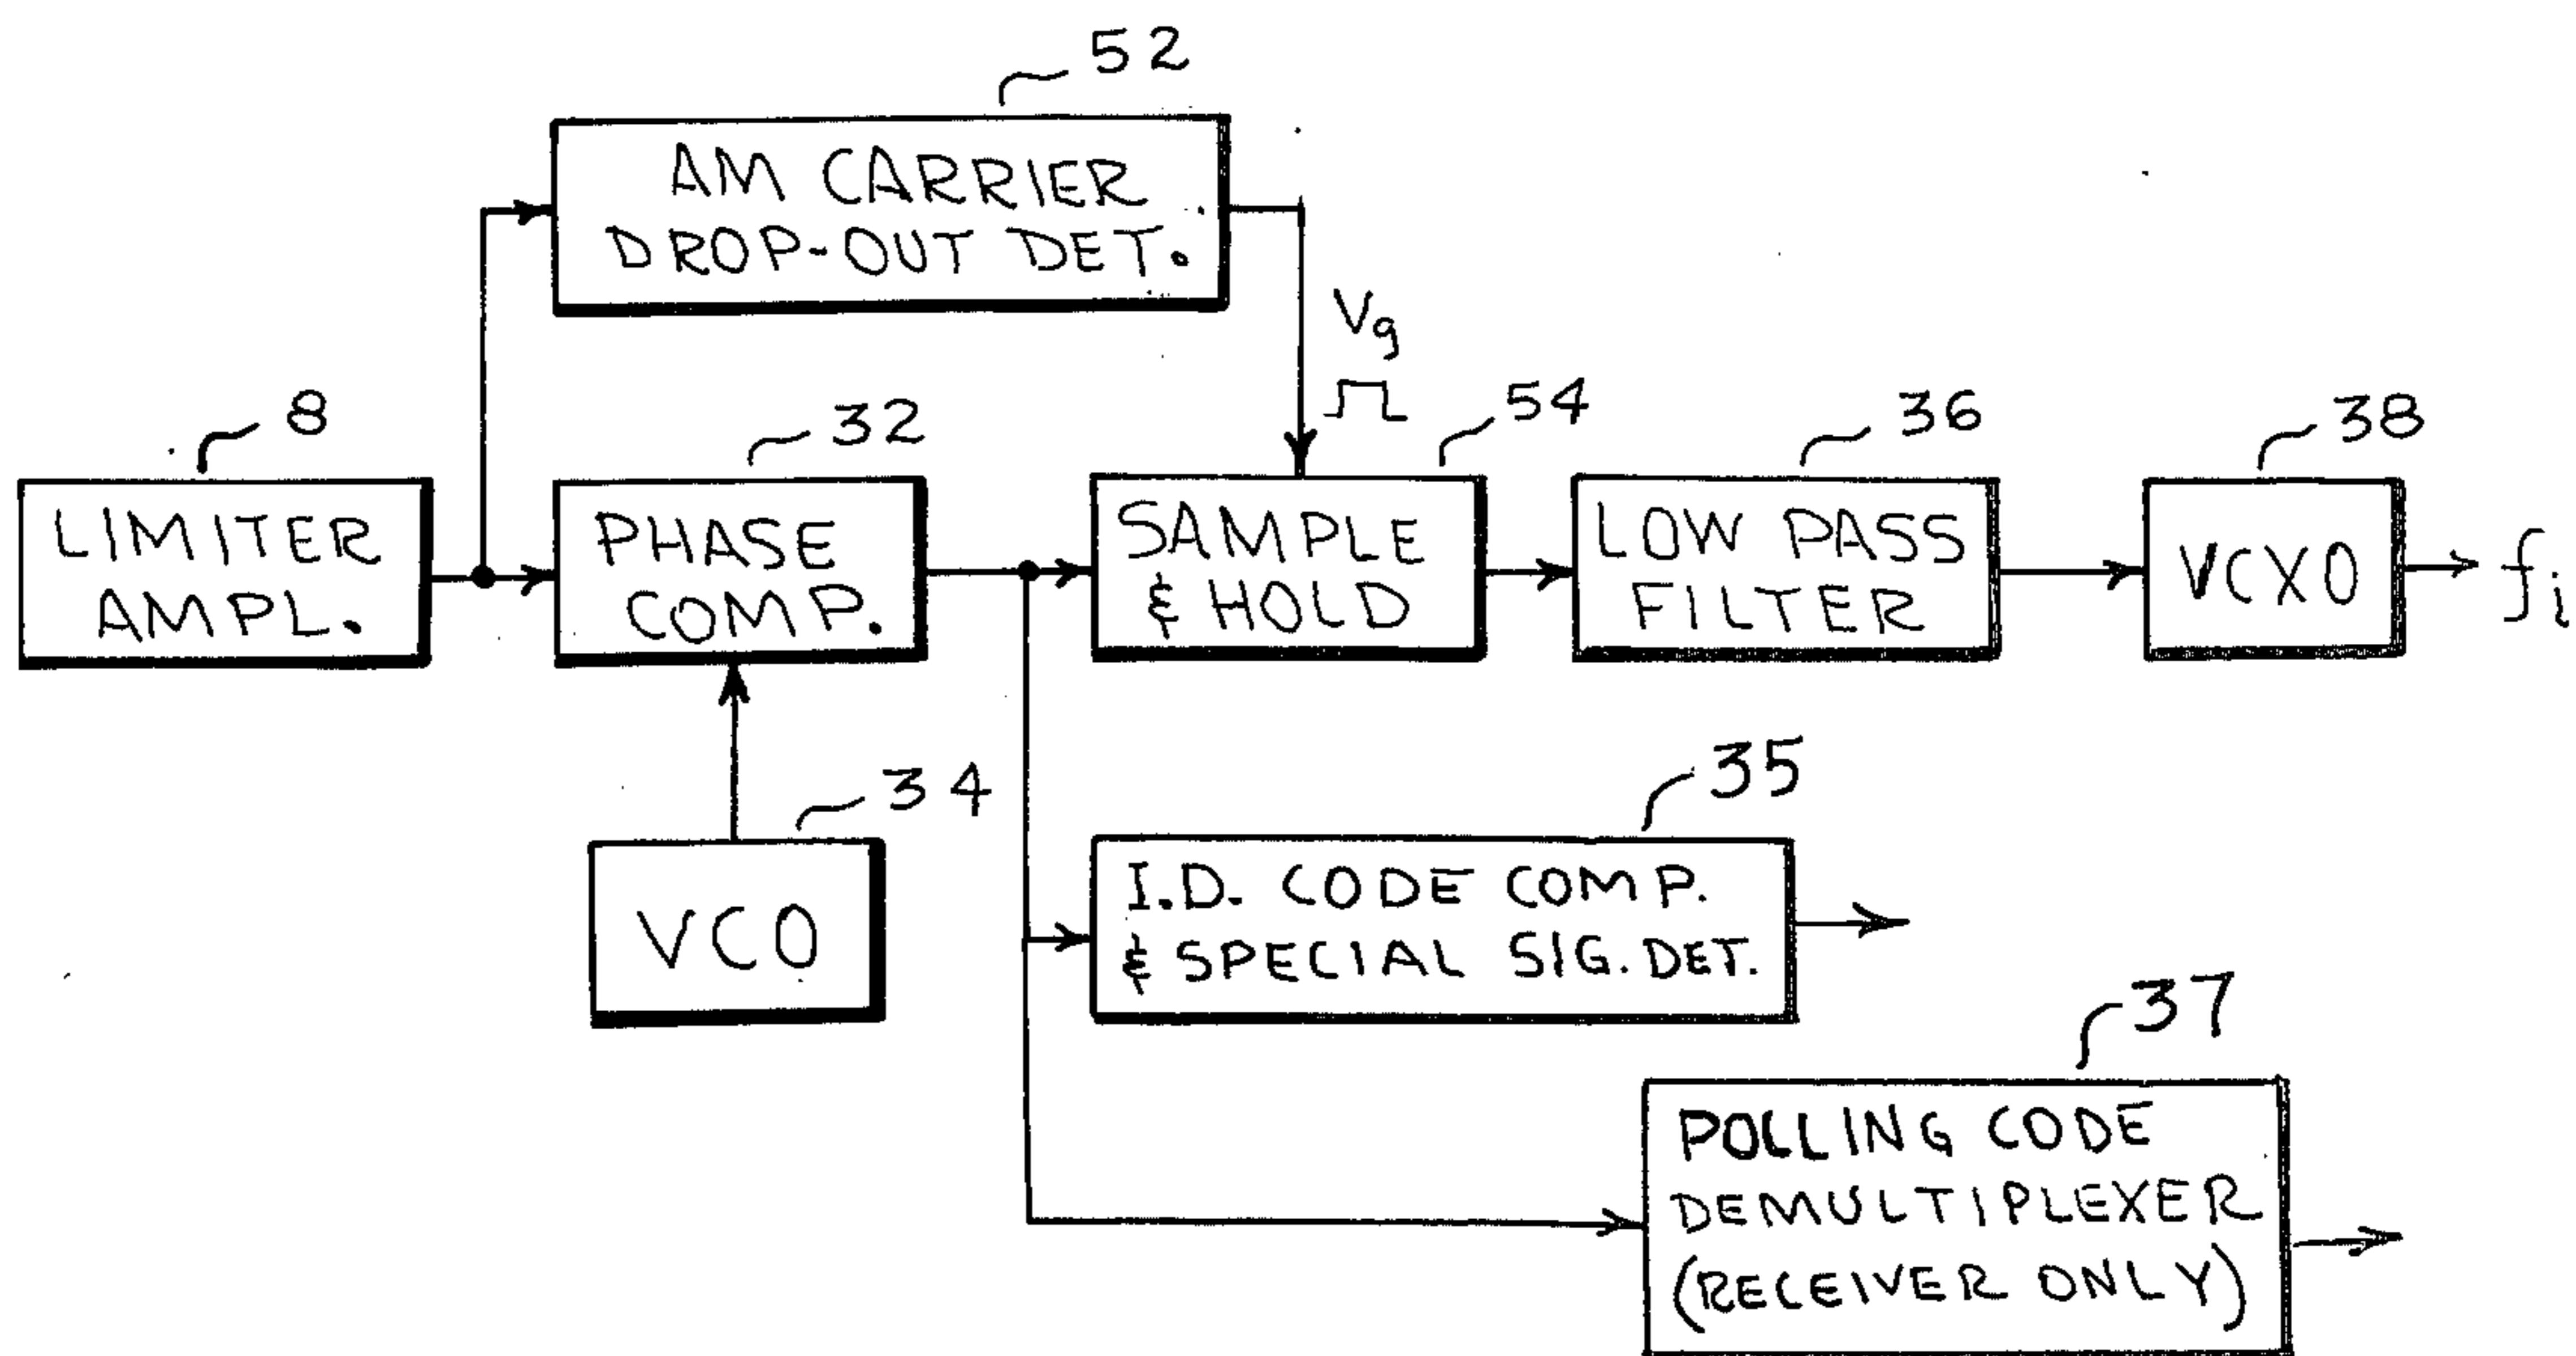 52
AM CARRIER
DROP-OUT DET.
Vg
8
32
54
36
38
LIMITER
AMPL.
PHASE
COMP.
SAMPLE
& HOLD
LOW PASS
FILTER
VCXO
fi
34
VCO
35
I.D. CODE COMP.
& SPECIAL SIG. DET.
37
POLLING CODE
DEMULTIPLEXER
(RECEIVER ONLY)